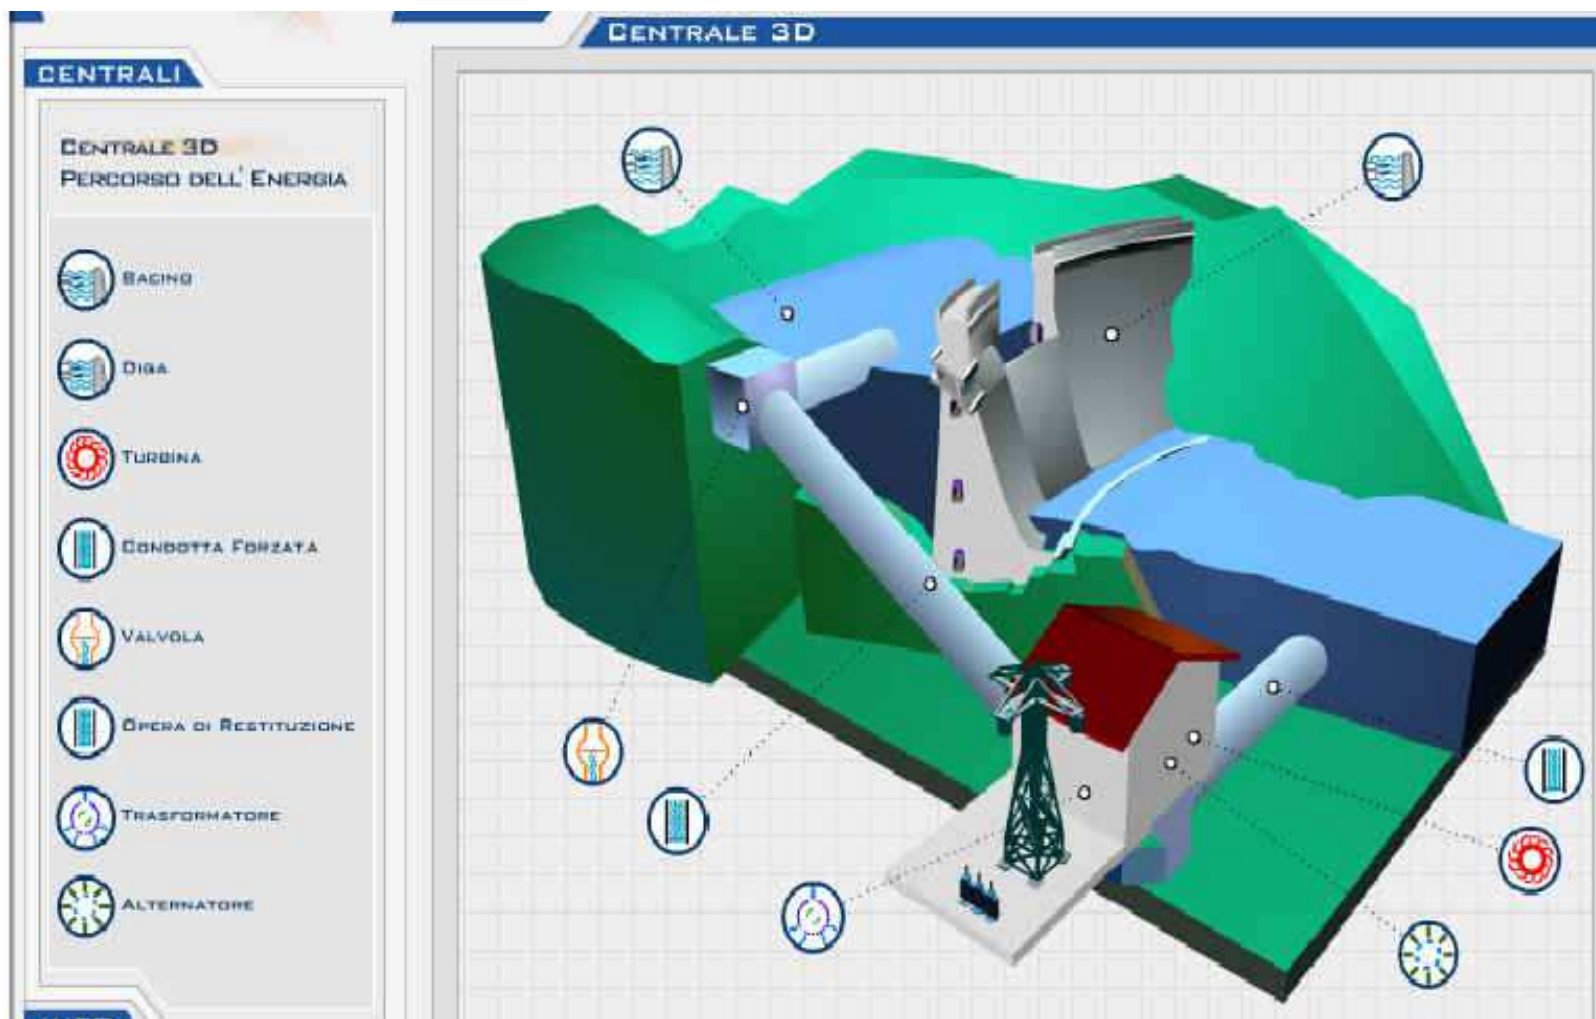 CENTRALE 3D
CENTRALI
CENTRALE 3D
PERCORSO DELL' ENERGIA
BACINO
DIGA
TURBINA
CONDOTTA FORZATA
VALVOLA
OPERA DI RESTITUZIONE
TRASFORMATORE
ALTERNATORE